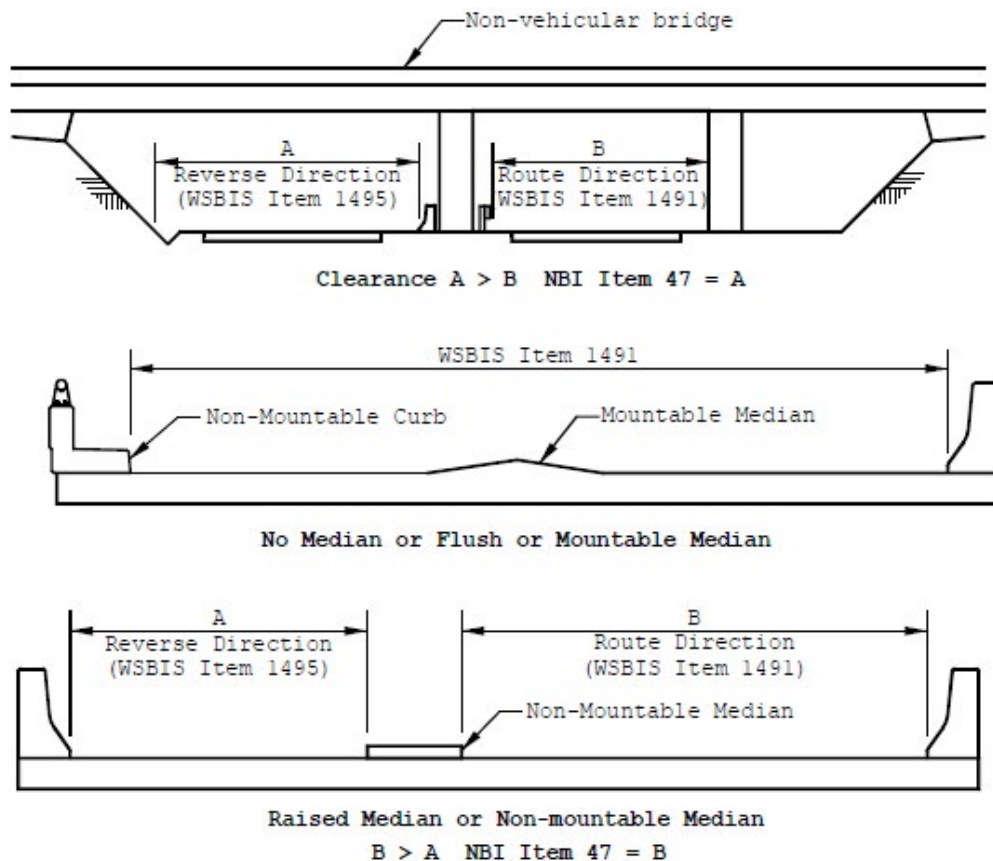 Non-vehicular bridge
A
Reverse Direction
(WSBIS Item 1495)
B
Route Direction
WSBIS Item 1491)
Clearance A > B NBI Item 47 = A
WSBIS Item 1491
Non-Mountable Curb
Mountable Median
No Median or Flush or Mountable Median
A
Reverse Direction
(WSBIS Item 1495)
B
Route Direction
(WSBIS Item 1491)
Non-Mountable Median
Raised Median or Non-mountable Median
B > A NBI Item 47 = B